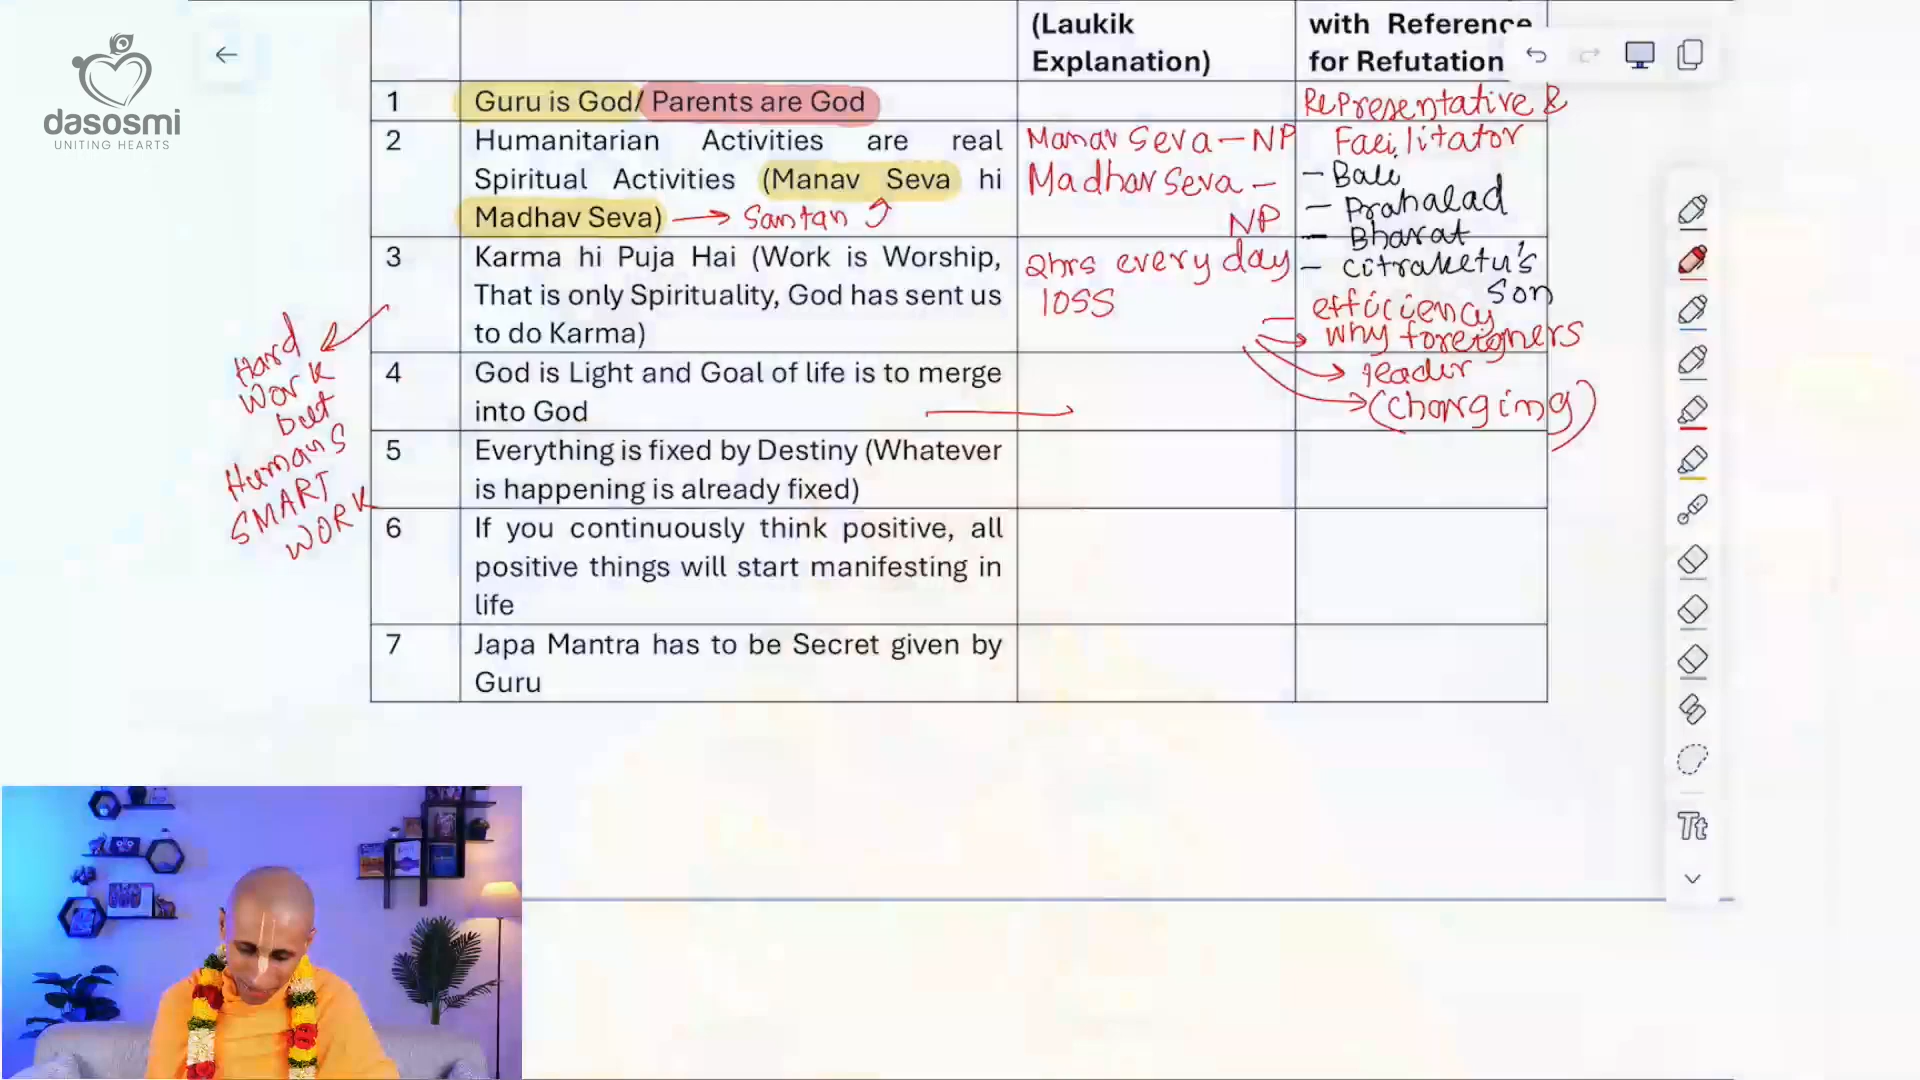 dasosmi
UNITING HEARTS
(Laukik
Explanation)
with Reference
for Refutation
1
Guru is God/ Parents are God
Representative &
Facilitator
2
Humanitarian Activities are real
Spiritual Activities (Manav Seva hi
Madhav Seva)
Santan
Manav Seva - NP
Madhav Seva -
NP
- Bali
- Prahalad
- Bharat
- Citraketu's
son
3
Karma hi Puja Hai (Work is Worship,
That is only Spirituality, God has sent us
to do Karma)
2hrs every day
loss
efficiency
why foreigners
leader
(Changing)
Hard
Work
but
Humans
SMART
WORK
4
God is Light and Goal of life is to merge
into God
5
Everything is fixed by Destiny (Whatever
is happening is already fixed)
6
If you continuously think positive, all
positive things will start manifesting in
life
7
Japa Mantra has to be Secret given by
Guru
Tt